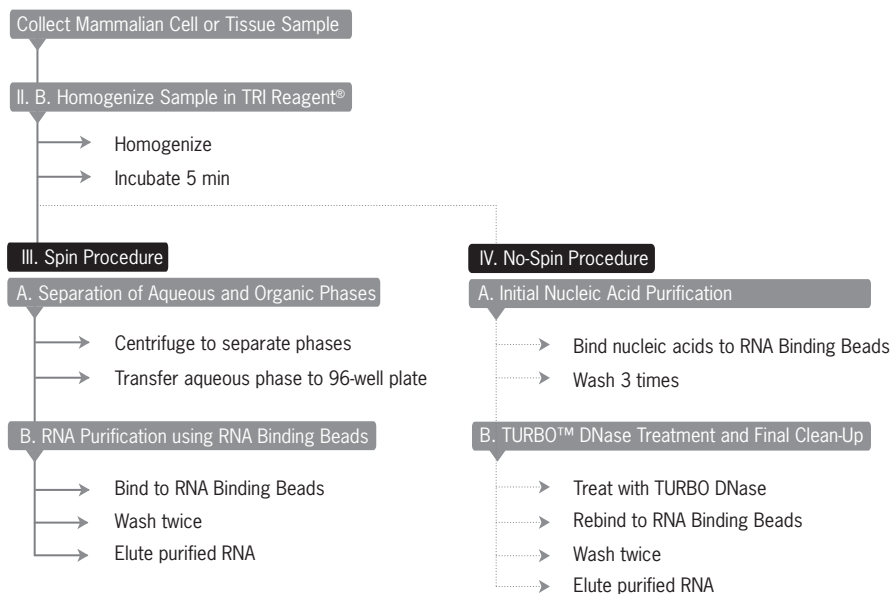 Collect Mammalian Cell or Tissue Sample
II. B. Homogenize Sample in TRI Reagent®
Homogenize
Incubate 5 min
III. Spin Procedure
A. Separation of Aqueous and Organic Phases
Centrifuge to separate phases
Transfer aqueous phase to 96-well plate
B. RNA Purification using RNA Binding Beads
Bind to RNA Binding Beads
Wash twice
Elute purified RNA
IV. No-Spin Procedure
A. Initial Nucleic Acid Purification
Bind nucleic acids to RNA Binding Beads
Wash 3 times
B. TURBO™ DNase Treatment and Final Clean-Up
Treat with TURBO DNase
Rebind to RNA Binding Beads
Wash twice
Elute purified RNA